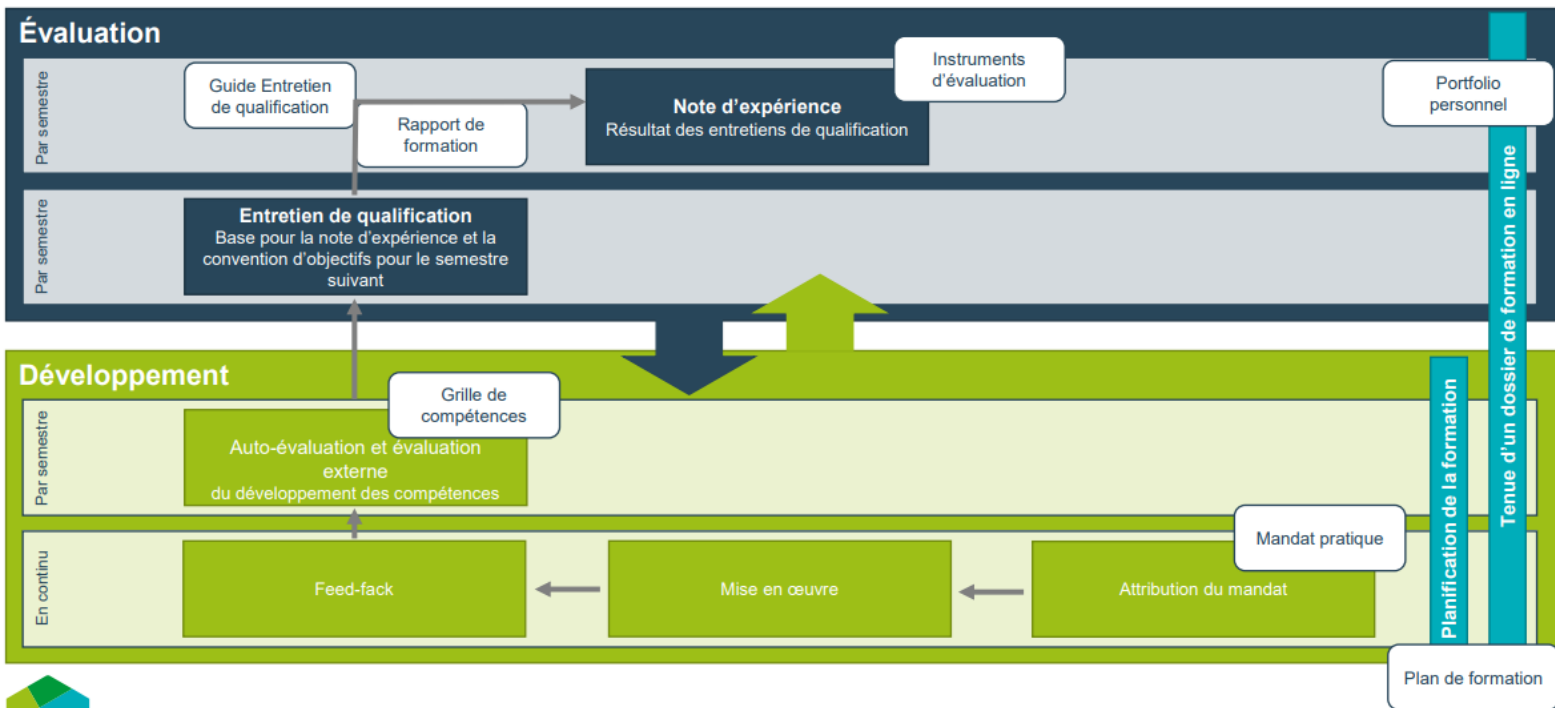 Évaluation
Par semestre
Guide Entretien
de qualification
Rapport de
formation
Note d'expérience
Résultat des entretiens de qualification
Instruments
d'évaluation
Portfolio
personnel
Par semestre
Entretien de qualification
Base pour la note d'expérience et la
convention d'objectifs pour le semestre
suivant
Tenue d'un dossier de formation en ligne
Développement
Par semestre
Grille de
compétences
Auto-évaluation et évaluation
externe
du développement des compétences
En continu
Feed-fack
Mise en œuvre
Attribution du mandat
Mandat pratique
Planification de la formation
Plan de formation